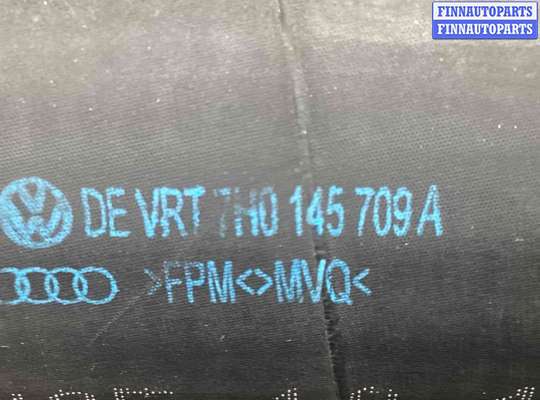 FINNAUTOPARTS
FINNAUTOPARTS
DE VRT 7H0 145 709 A
>FPM<>MVQ<